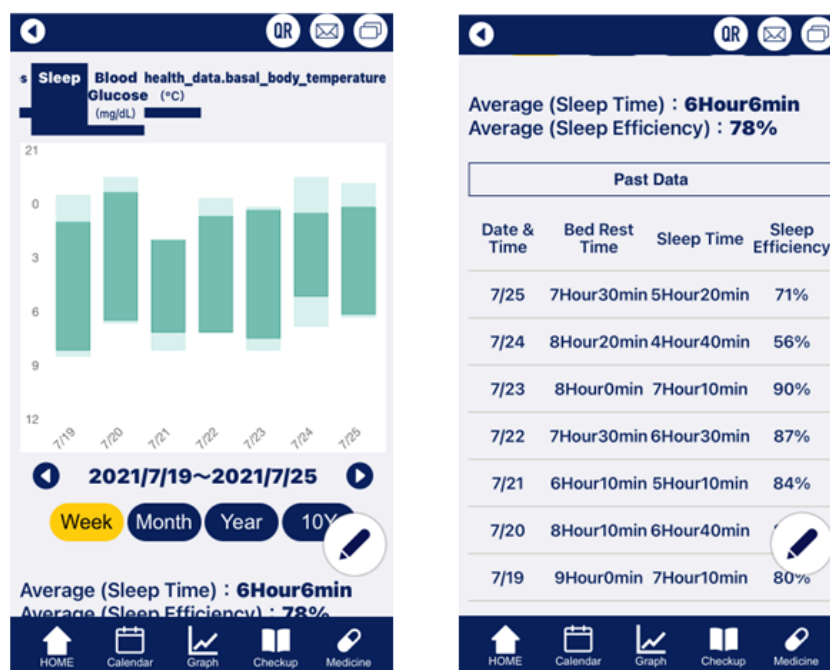 QR
s Sleep Blood Glucose (mg/dL) health_data.basal_body_temperature (°C)
21
0
3
6
9
12
7/19 7/20 7/21 7/22 7/23 7/24 7/25
2021/7/19~2021/7/25
Week Month Year 10Y
Average (Sleep Time) : 6Hour6min
Average (Sleep Efficiency) : 78%
HOME Calendar Graph Checkup Medicine
QR
Average (Sleep Time) : 6Hour6min
Average (Sleep Efficiency) : 78%
Past Data
Date & Time Bed Rest Time Sleep Time Sleep Efficiency
7/25 7Hour30min 5Hour20min 71%
7/24 8Hour20min 4Hour40min 56%
7/23 8Hour0min 7Hour10min 90%
7/22 7Hour30min 6Hour30min 87%
7/21 6Hour10min 5Hour10min 84%
7/20 8Hour10min 6Hour40min
7/19 9Hour0min 7Hour10min 80%
HOME Calendar Graph Checkup Medicine